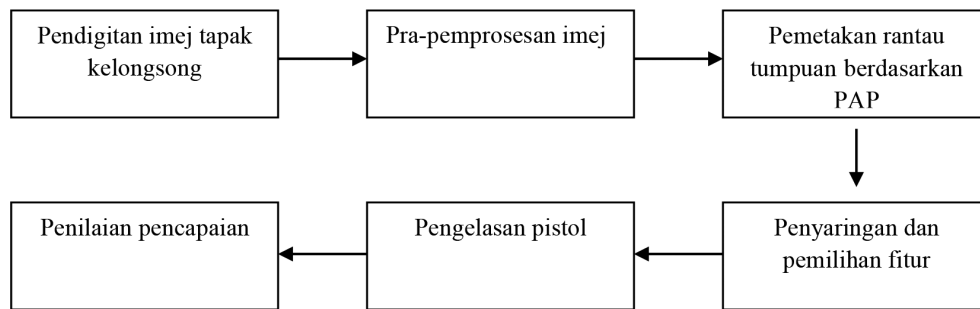 Pendigitan imej tapak
kelongsong
Pra-pemprosesan imej
Pemetakan rantau
tumpuan berdasarkan
PAP
Penyaringan dan
pemilihan fitur
Pengelasan pistol
Penilaian pencapaian